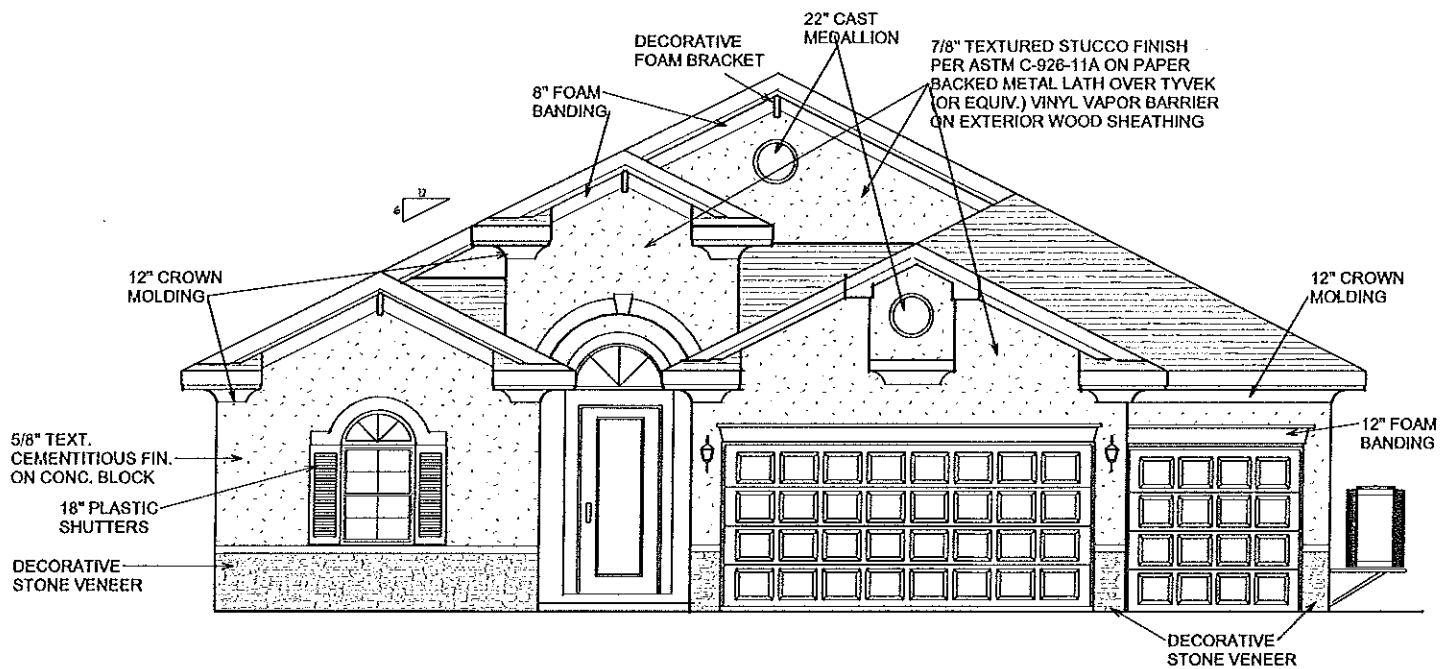 22" CAST
MEDALLION
DECORATIVE
FOAM BRACKET
7/8" TEXTURED STUCCO FINISH
PER ASTM C-926-11A ON PAPER
BACKED METAL LATH OVER TYVEK
(OR EQUIV.) VINYL VAPOR BARRIER
ON EXTERIOR WOOD SHEATHING
8" FOAM
BANDING
12
6
12" CROWN
MOLDING
12" CROWN
MOLDING
5/8" TEXT.
CEMENTITIOUS FIN.
ON CONC. BLOCK
12" FOAM
BANDING
18" PLASTIC
SHUTTERS
DECORATIVE
STONE VENEER
DECORATIVE
STONE VENEER